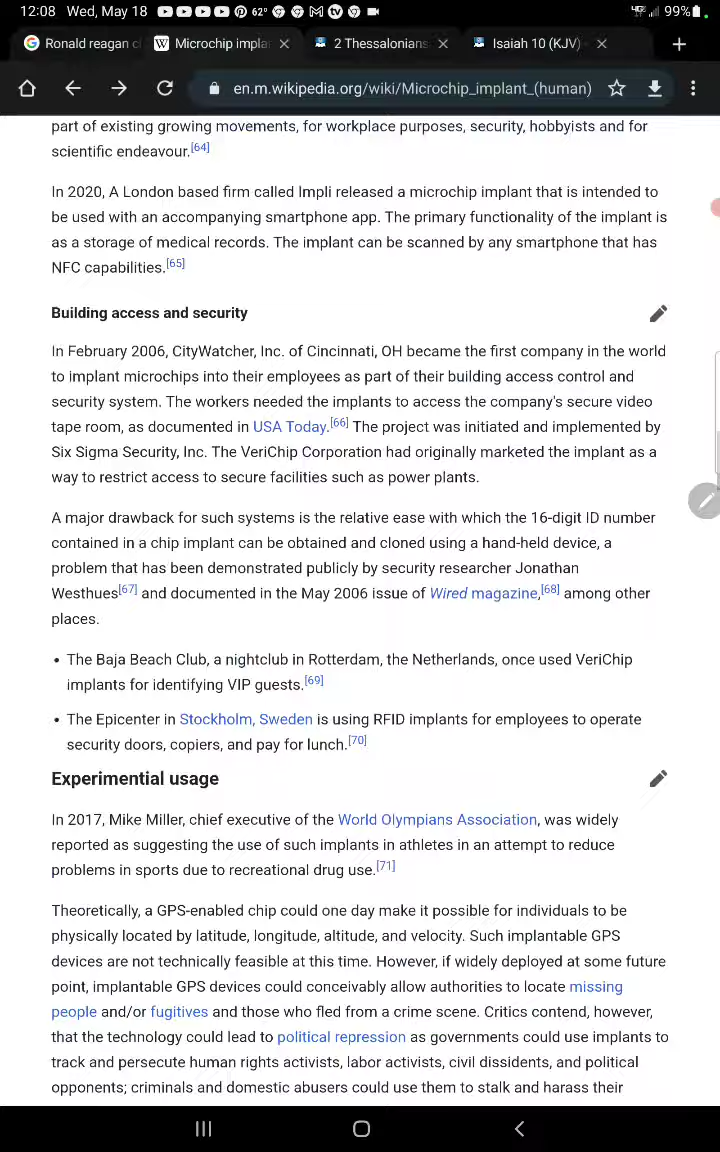 12:08 Wed, May 18 62° 99%
Ronald reagan c
Microchip impla
2 Thessalonians
Isaiah 10 (KJV)
en.m.wikipedia.org/wiki/Microchip_implant_(human)
part of existing growing movements, for workplace purposes, security, hobbyists and for
scientific endeavour.[64]
In 2020, A London based firm called Impli released a microchip implant that is intended to
be used with an accompanying smartphone app. The primary functionality of the implant is
as a storage of medical records. The implant can be scanned by any smartphone that has
NFC capabilities.[65]
Building access and security
In February 2006, CityWatcher, Inc. of Cincinnati, OH became the first company in the world
to implant microchips into their employees as part of their building access control and
security system. The workers needed the implants to access the company's secure video
tape room, as documented in USA Today.[66] The project was initiated and implemented by
Six Sigma Security, Inc. The VeriChip Corporation had originally marketed the implant as a
way to restrict access to secure facilities such as power plants.
A major drawback for such systems is the relative ease with which the 16-digit ID number
contained in a chip implant can be obtained and cloned using a hand-held device, a
problem that has been demonstrated publicly by security researcher Jonathan
Westhues[67] and documented in the May 2006 issue of Wired magazine,[68] among other
places.
• The Baja Beach Club, a nightclub in Rotterdam, the Netherlands, once used VeriChip
implants for identifying VIP guests.[69]
• The Epicenter in Stockholm, Sweden is using RFID implants for employees to operate
security doors, copiers, and pay for lunch.[70]
Experimental usage
In 2017, Mike Miller, chief executive of the World Olympians Association, was widely
reported as suggesting the use of such implants in athletes in an attempt to reduce
problems in sports due to recreational drug use.[71]
Theoretically, a GPS-enabled chip could one day make it possible for individuals to be
physically located by latitude, longitude, altitude, and velocity. Such implantable GPS
devices are not technically feasible at this time. However, if widely deployed at some future
point, implantable GPS devices could conceivably allow authorities to locate missing
people and/or fugitives and those who fled from a crime scene. Critics contend, however,
that the technology could lead to political repression as governments could use implants to
track and persecute human rights activists, labor activists, civil dissidents, and political
opponents; criminals and domestic abusers could use them to stalk and harass their